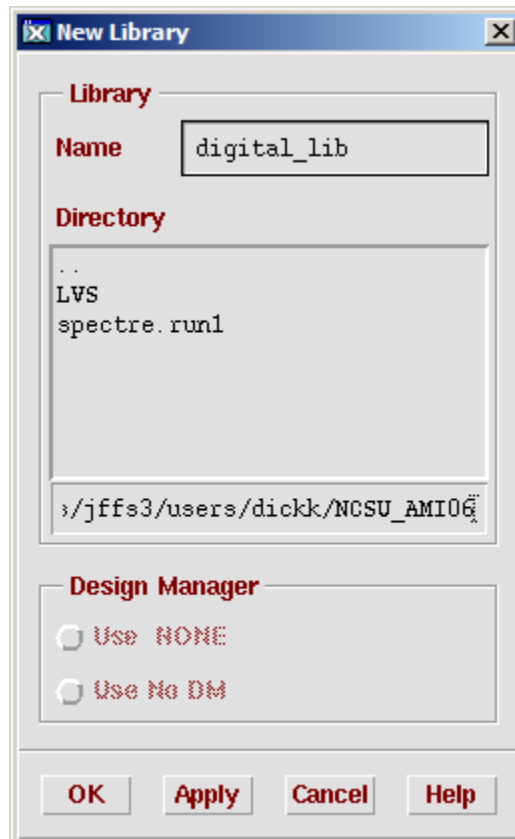 New Library
Library
Name digital_lib
Directory
..
LVS
spectre.run1
/jffs3/users/dickk/NCSU_AMI06
Design Manager
Use NONE
Use No DM
OK Apply Cancel Help